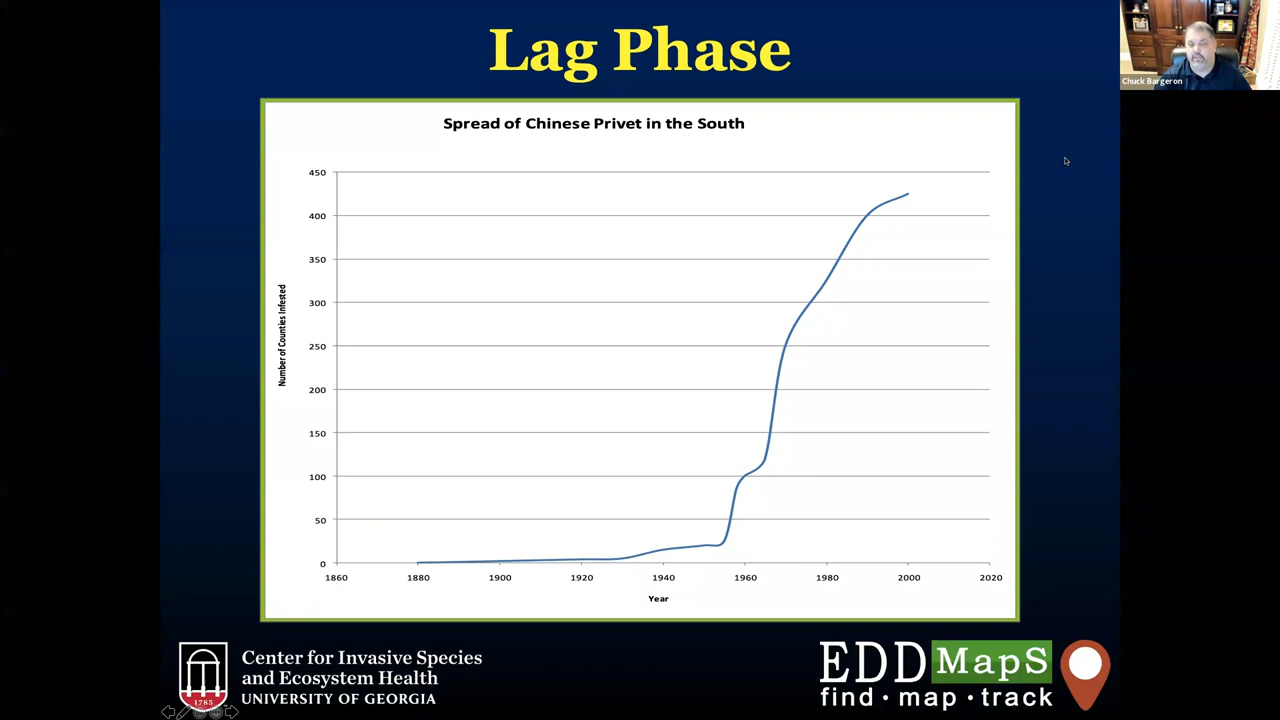 Lag Phase
Chuck Bargeron
Spread of Chinese Privet in the South
450
400
350
300
250
200
150
100
50
0
Number of Counties Infested
1860 1880 1900 1920 1940 1960 1980 2000 2020
Year
Center for Invasive Species
and Ecosystem Health
UNIVERSITY OF GEORGIA
1785
EDDMapS
find · map · track